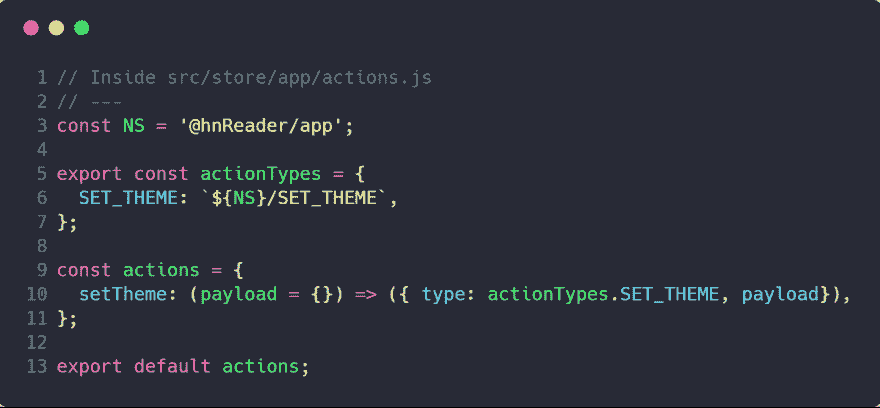 1 // Inside src/store/app/actions.js
2 // ---
3 const NS = '@hnReader/app';
4
5 export const actionTypes = {
6   SET_THEME: `${NS}/SET_THEME`,
7 };
8
9 const actions = {
10   setTheme: (payload = {}) => ({ type: actionTypes.SET_THEME, payload}),
11 };
12
13 export default actions;